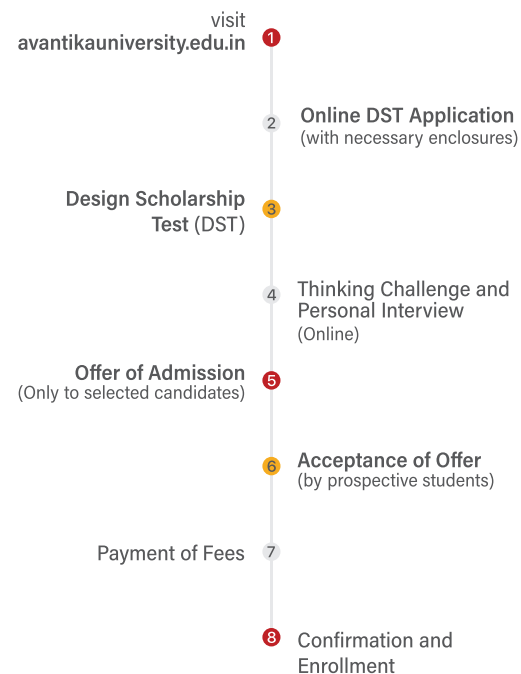 visit
avantikauniversity.edu.in
1
2
Online DST Application
(with necessary enclosures)
Design Scholarship
Test (DST)
3
4
Thinking Challenge and
Personal Interview
(Online)
Offer of Admission
(Only to selected candidates)
5
6
Acceptance of Offer
(by prospective students)
Payment of Fees
7
8
Confirmation and
Enrollment